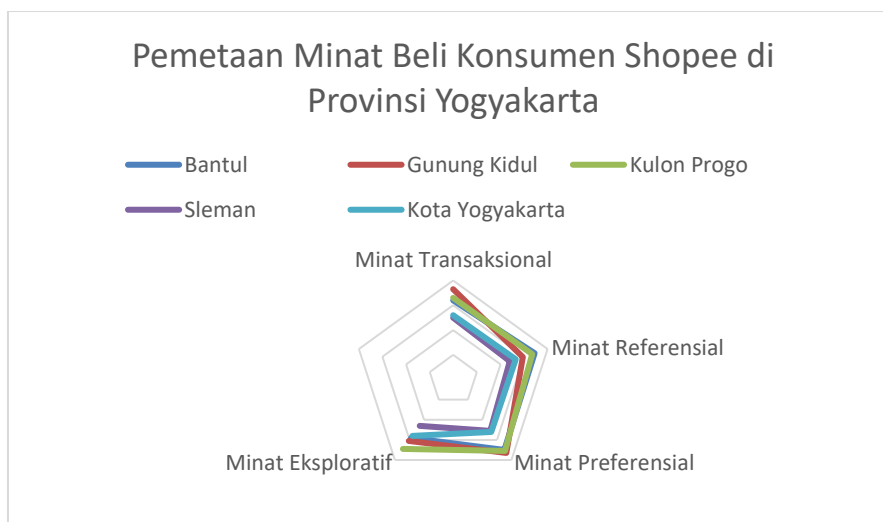 Pemetaan Minat Beli Konsumen Shopee di
Provinsi Yogyakarta
Bantul Gunung Kidul Kulon Progo
Sleman Kota Yogyakarta
Minat Transaksional
Minat Referensial
Minat Preferensial
Minat Eksploratif